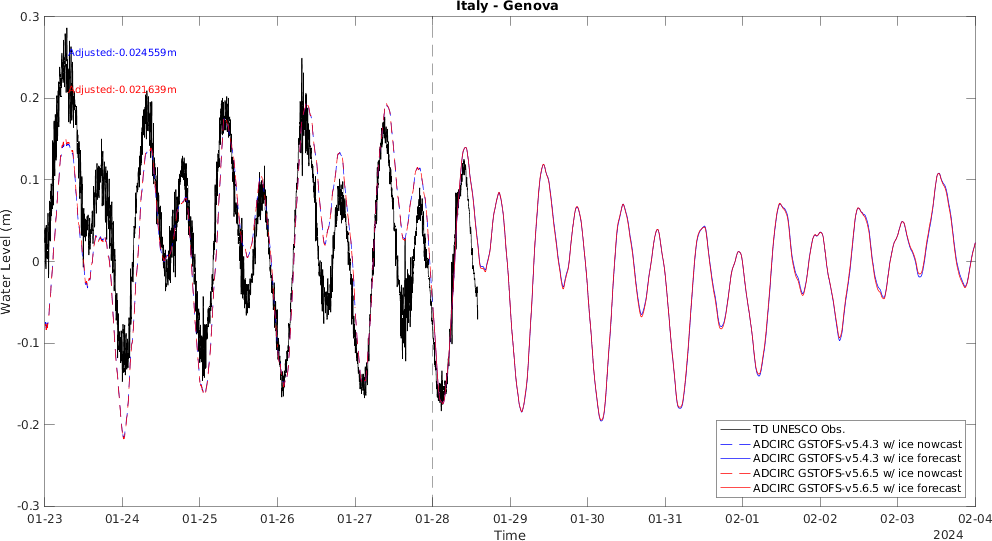 Italy - Genova
Adjusted:-0.024559m
Adjusted:-0.021639m
0.3
0.2
0.1
0
-0.1
-0.2
-0.3
Water Level (m)
TD UNESCO Obs.
ADCIRC GSTOFS-v5.4.3 w/ ice nowcast
ADCIRC GSTOFS-v5.4.3 w/ ice forecast
ADCIRC GSTOFS-v5.6.5 w/ ice nowcast
ADCIRC GSTOFS-v5.6.5 w/ ice forecast
01-23 01-24 01-25 01-26 01-27 01-28 01-29 01-30 01-31 02-01 02-02 02-03 02-04
Time
2024